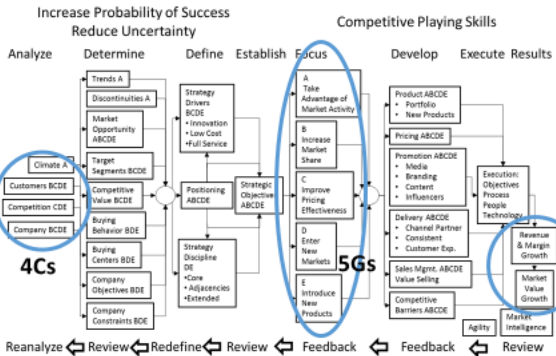 Increase Probability of Success
Reduce Uncertainty
Competitive Playing Skills
Analyze
Determine
Define
Establish
Focus
Develop
Execute
Results
Climate A
Customers BCDE
Competition CDE
Company BCDE
4Cs
Trends A
Discontinuities A
Market
Opportunity
ABCDE
Target
Segments BCDE
Competitive
Value BCDE
Buying
Behavior BDE
Buying
Centers BDE
Company
Objectives BDE
Company
Constraints BDE
Strategy
Drivers
BCDE
• Innovation
• Low Cost
•Full Service
Positioning
ABCDE
Strategy
Discipline
DE
•Core
• Adjacencies
•Extended
Strategic
Objective
ABCDE
A
Take
Advantage of
Market Activity
B
Increase
Market
Share
C
Improve
Pricing
Effectiveness
D
Enter
New
Markets
E
Introduce
New
Products
5Gs
Product ABCDE
• Portfolio
• New Products
Pricing ABCDE
Promotion ABCDE
• Media
• Branding
• Content
• Influencers
Delivery ABCDE
• Channel Partner
• Consistent
• Customer Exp.
Sales Mgmt. ABCDE
Value Selling
Competitive
Barriers ABCDE
Execution:
Objectives
Process
People
Technology
Revenue
& Margin
Growth
Market
Value
Growth
Agility
Market
Intelligence
Reanalyze
Review
Redefine
Review
Feedback
Feedback
Review